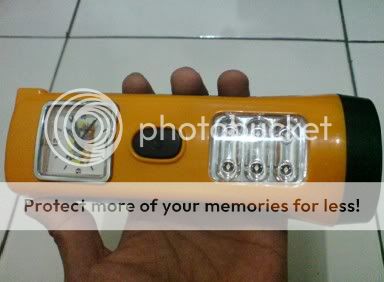 photobucket
Protect more of your memories for less!